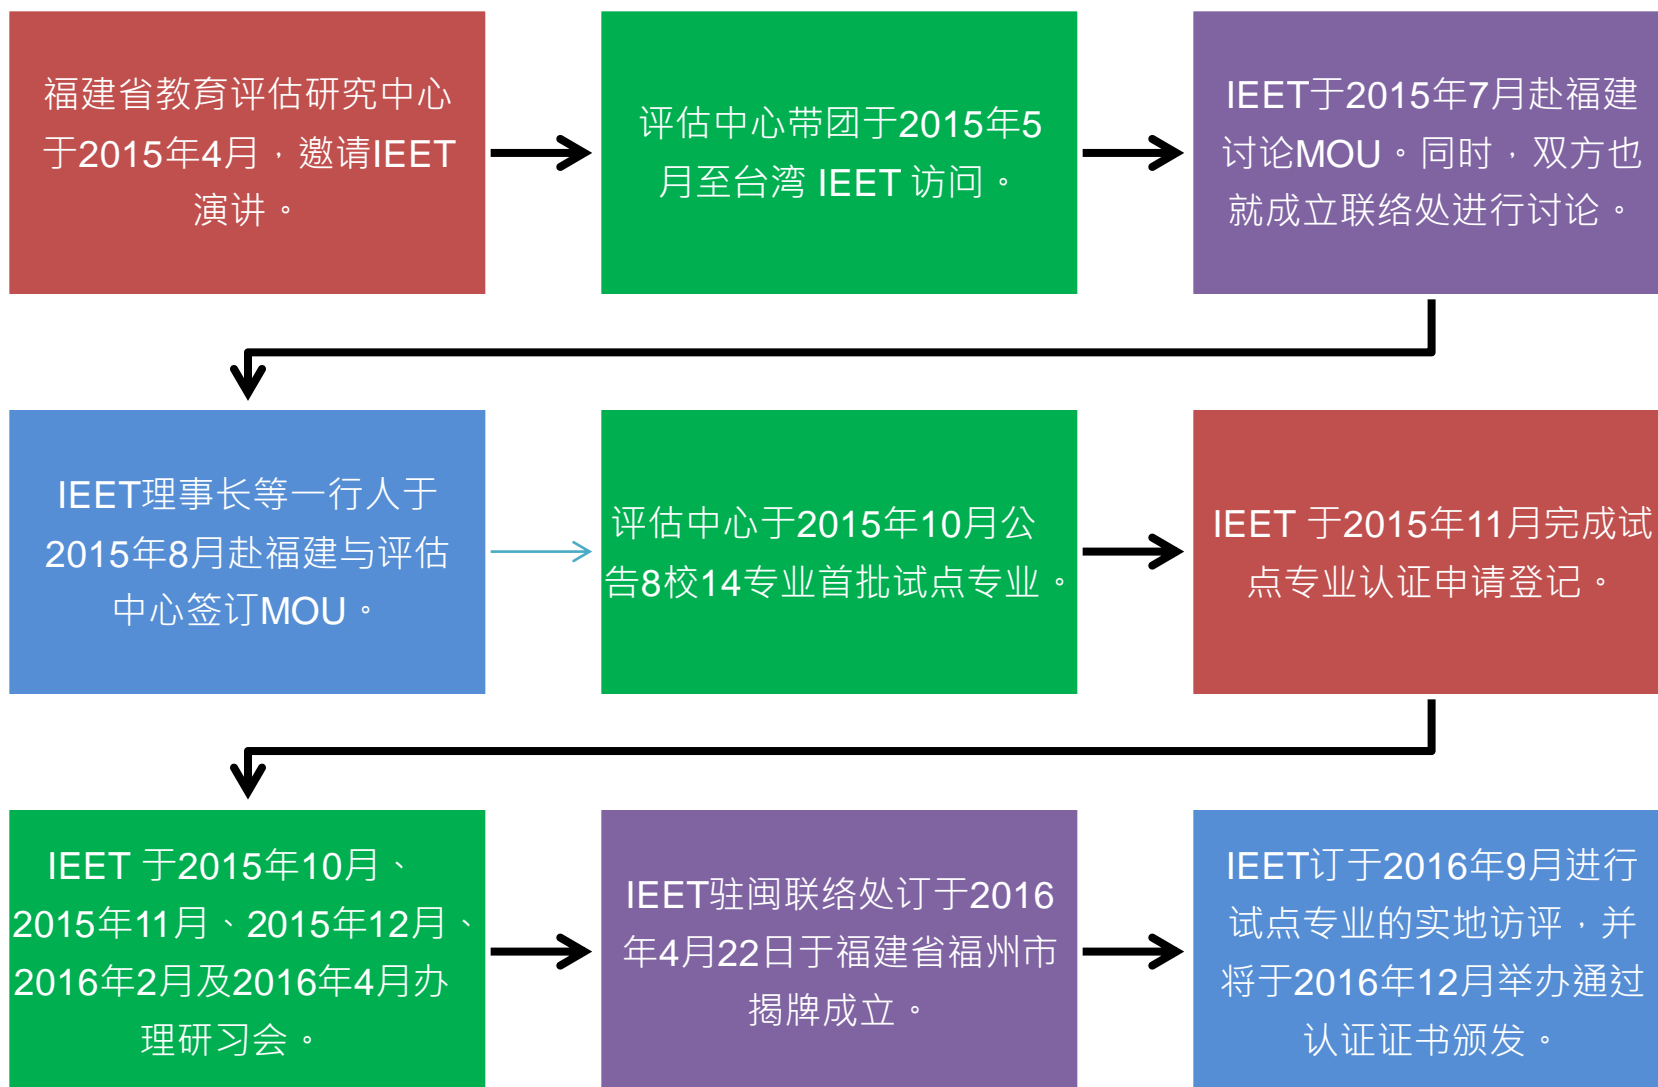 福建省教育评估研究中心
于2015年4月，邀请IEET
演讲。
评估中心带团于2015年5
月至台湾 IEET 访问。
IEET于2015年7月赴福建
讨论MOU。同时，双方也
就成立联络处进行讨论。
IEET理事长等一行人于
2015年8月赴福建与评估
中心签订MOU。
评估中心于2015年10月公
告8校14专业首批试点专业。
IEET 于2015年11月完成试
点专业认证申请登记。
IEET 于2015年10月、
2015年11月、2015年12月、
2016年2月及2016年4月办
理研习会。
IEET驻闽联络处订于2016
年4月22日于福建省福州市
揭牌成立。
IEET订于2016年9月进行
试点专业的实地访评，并
将于2016年12月举办通过
认证证书颁发。